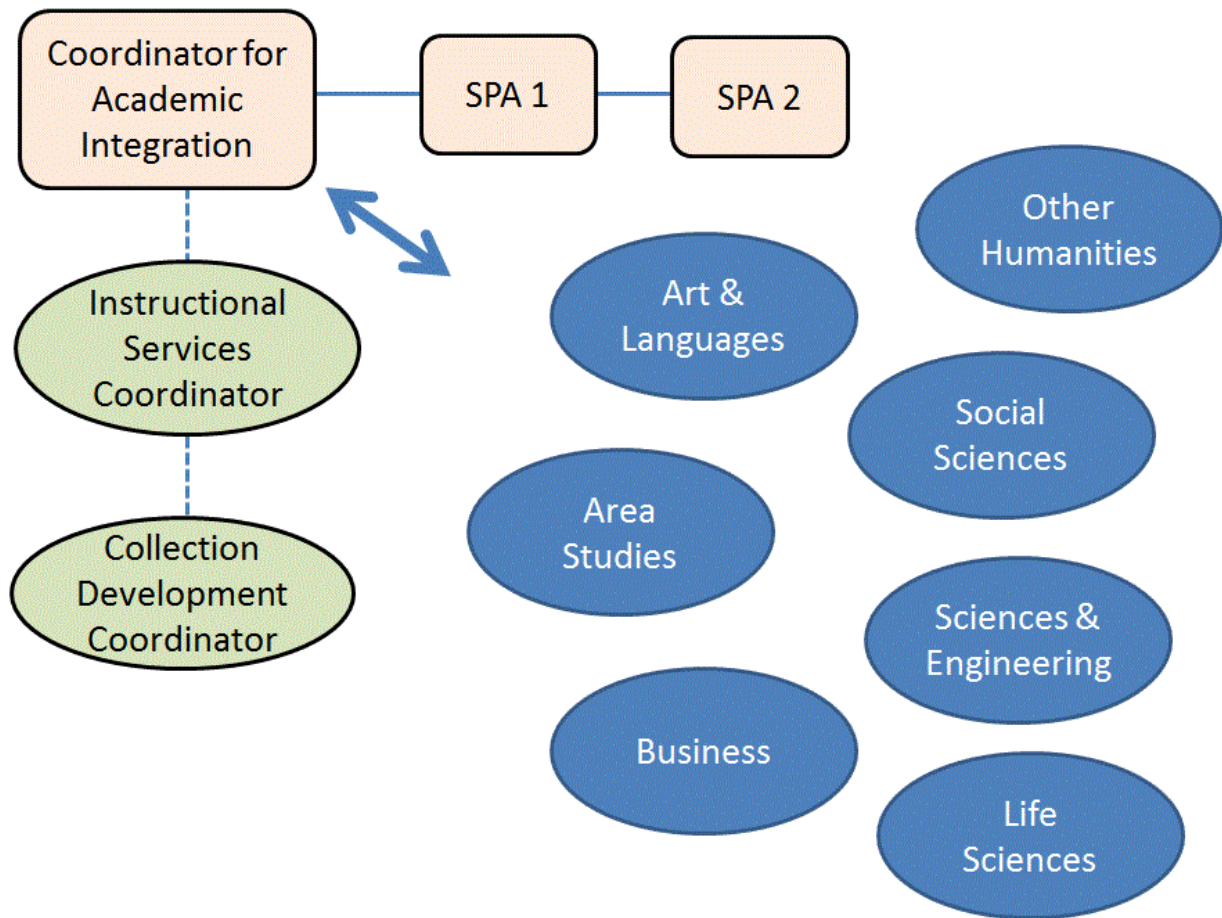 Coordinator for
Academic
Integration
SPA 1
SPA 2
Other
Humanities
Art &
Languages
Instructional
Services
Coordinator
Social
Sciences
Area
Studies
Collection
Development
Coordinator
Sciences &
Engineering
Business
Life
Sciences